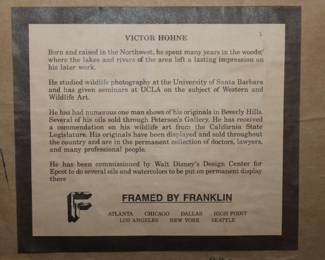 VICTOR HOHNE
Born and raised in the Northwest, he spent many years in the woods
where the lakes and rivers of the area left a lasting impression on
his later work.
He studied wildlife photography at the University of Santa Barbara
and has given seminars at UCLA on the subject of Western and
Wildlife Art.
He has had numerous one man shows of his originals in Beverly Hills.
Several of his oils sold through Peterson's Gallery. He has received
a commendation on his wildlife art from the California State
Legislature. His originals have been displayed and sold throughout
the country and are in the permanent collection of doctors, lawyers,
and many professional people.
He has been commissioned by Walt Disney's Design Center for
Epcot to do several oils and watercolors to be put on permanent display
there
FRAMED BY FRANKLIN
ATLANTA CHICAGO DALLAS HIGH POINT
LOS ANGELES NEW YORK SEATTLE